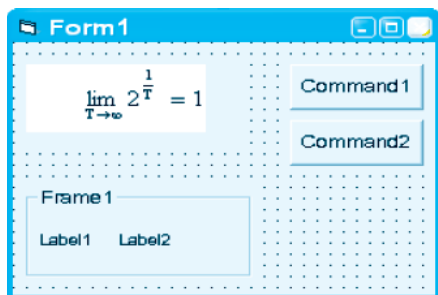 Form1
lim 2^(1/T) = 1
T→∞
Command1
Command2
Frame1
Label1 Label2